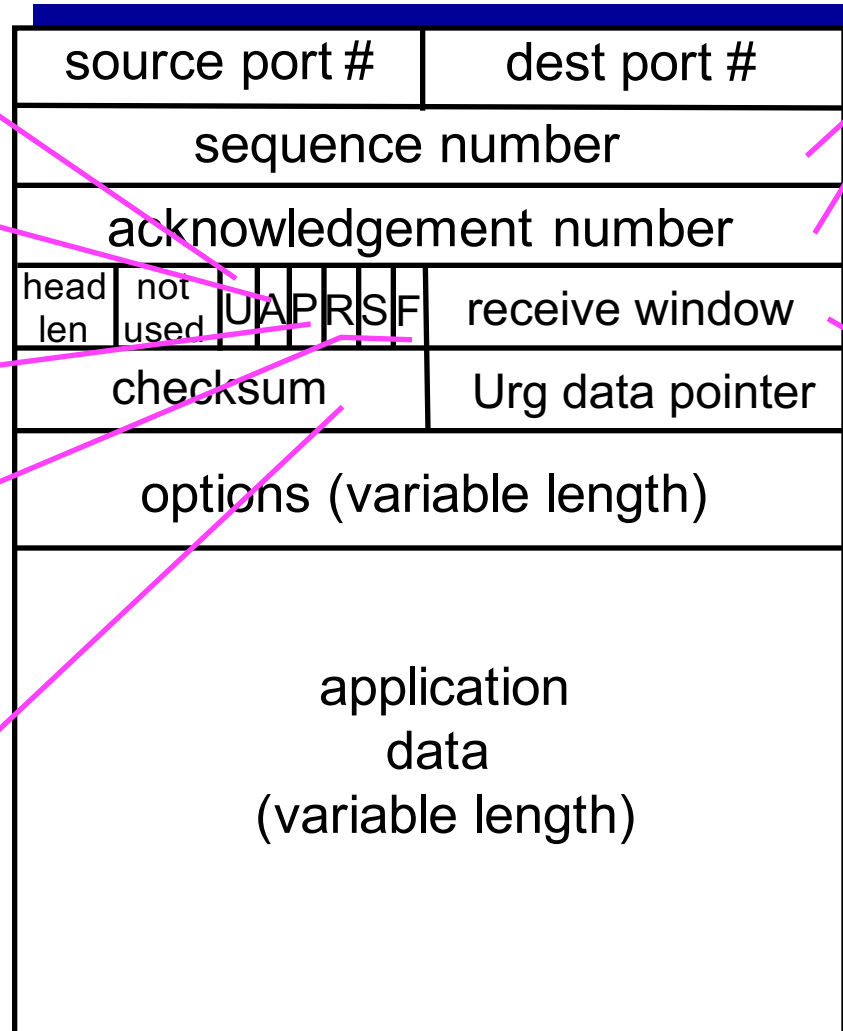 source port #
dest port #
sequence number
acknowledgement number
head
len
not
used
U
A
P
R
S
F
receive window
checksum
Urg data pointer
options (variable length)
application
data
(variable length)